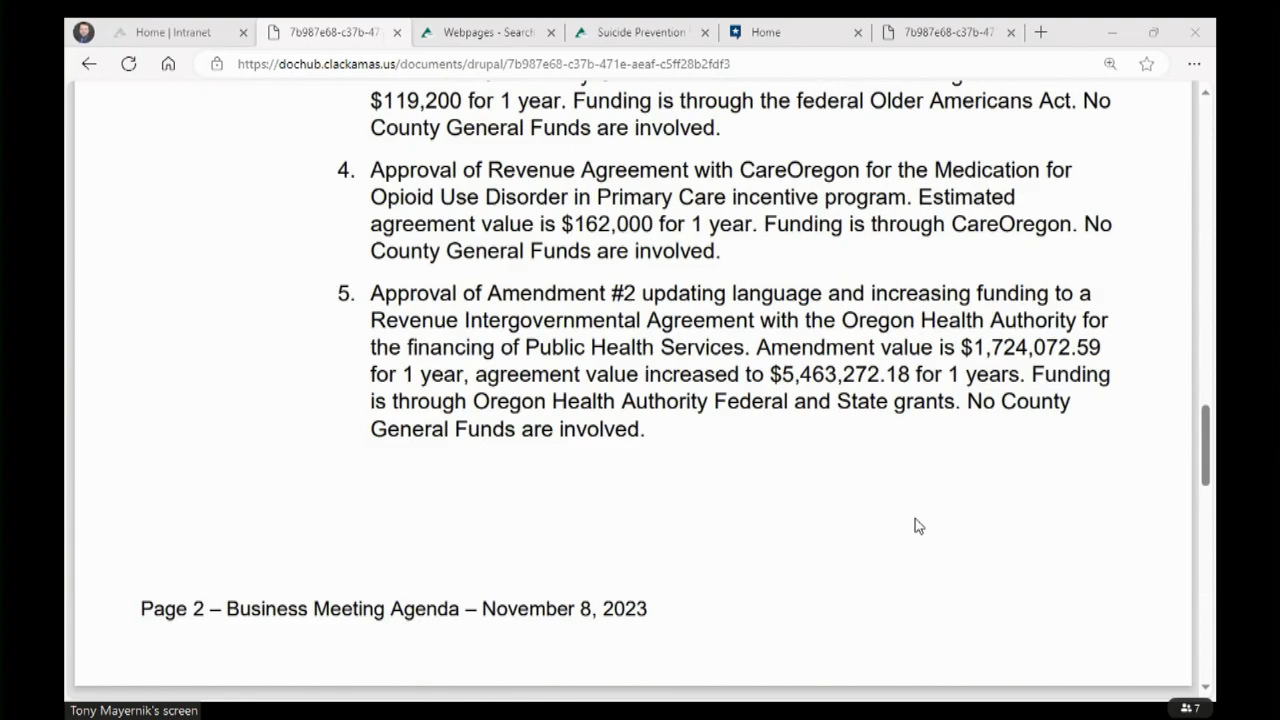 Home | Intranet
7b987e68-c37b-47
Webpages - Search
Suicide Prevention
Home
7b987e68-c37b-47
https://dochub.clackamas.us/documents/drupal/7b987e68-c37b-471e-aeaf-c5ff28b2fdf3
$119,200 for 1 year. Funding is through the federal Older Americans Act. No
County General Funds are involved.
4. Approval of Revenue Agreement with CareOregon for the Medication for
Opioid Use Disorder in Primary Care incentive program. Estimated
agreement value is $162,000 for 1 year. Funding is through CareOregon. No
County General Funds are involved.
5. Approval of Amendment #2 updating language and increasing funding to a
Revenue Intergovernmental Agreement with the Oregon Health Authority for
the financing of Public Health Services. Amendment value is $1,724,072.59
for 1 year, agreement value increased to $5,463,272.18 for 1 years. Funding
is through Oregon Health Authority Federal and State grants. No County
General Funds are involved.
Page 2 – Business Meeting Agenda – November 8, 2023
Tony Mayernik's screen
7